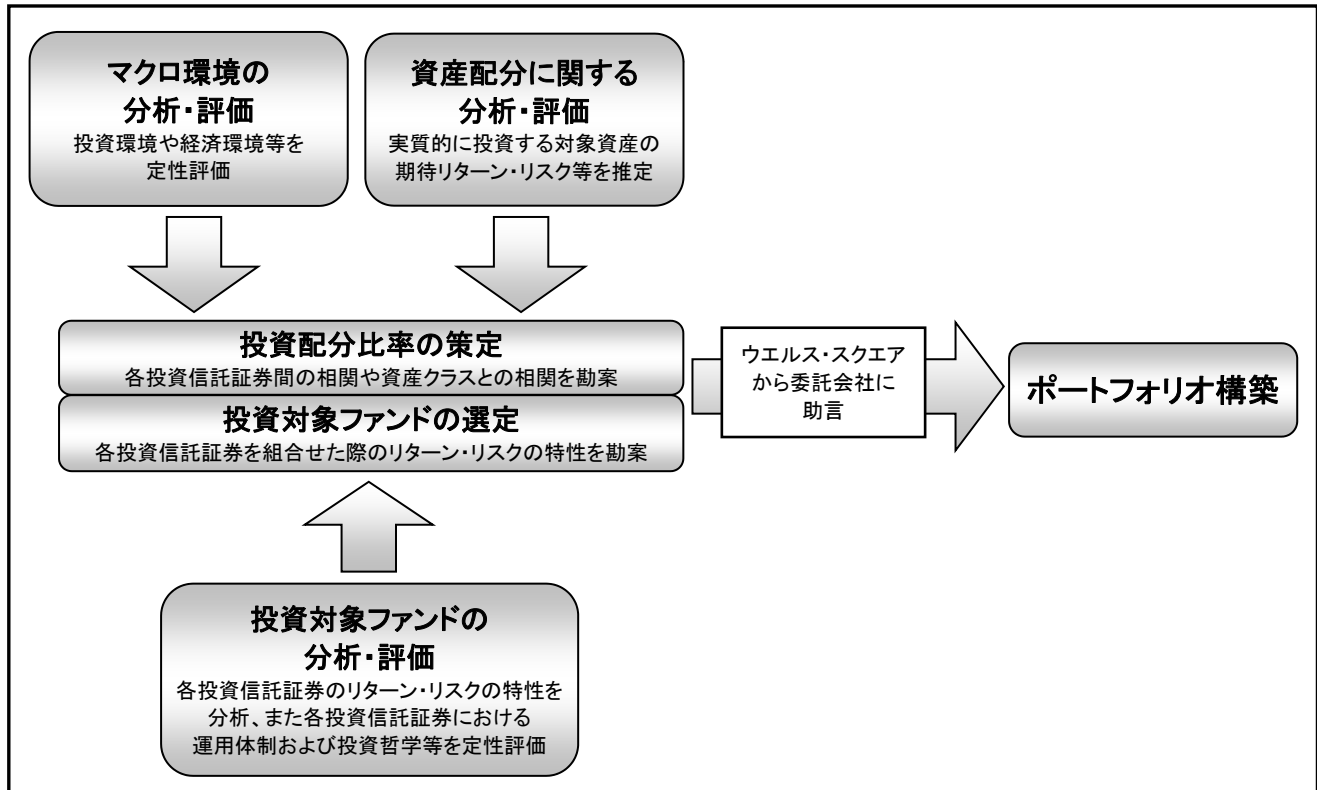 マクロ環境の
分析・評価
投資環境や経済環境等を
定性評価
資産配分に関する
分析・評価
実質的に投資する対象資産の
期待リターン・リスク等を推定
投資配分比率の策定
各投資信託証券間の相関や資産クラスとの相関を勘案
投資対象ファンドの選定
各投資信託証券を組合せた際のリターン・リスクの特性を勘案
ウエルス・スクエア
から委託会社に
助言
ポートフォリオ構築
投資対象ファンドの
分析・評価
各投資信託証券のリターン・リスクの特性を
分析、また各投資信託証券における
運用体制および投資哲学等を定性評価